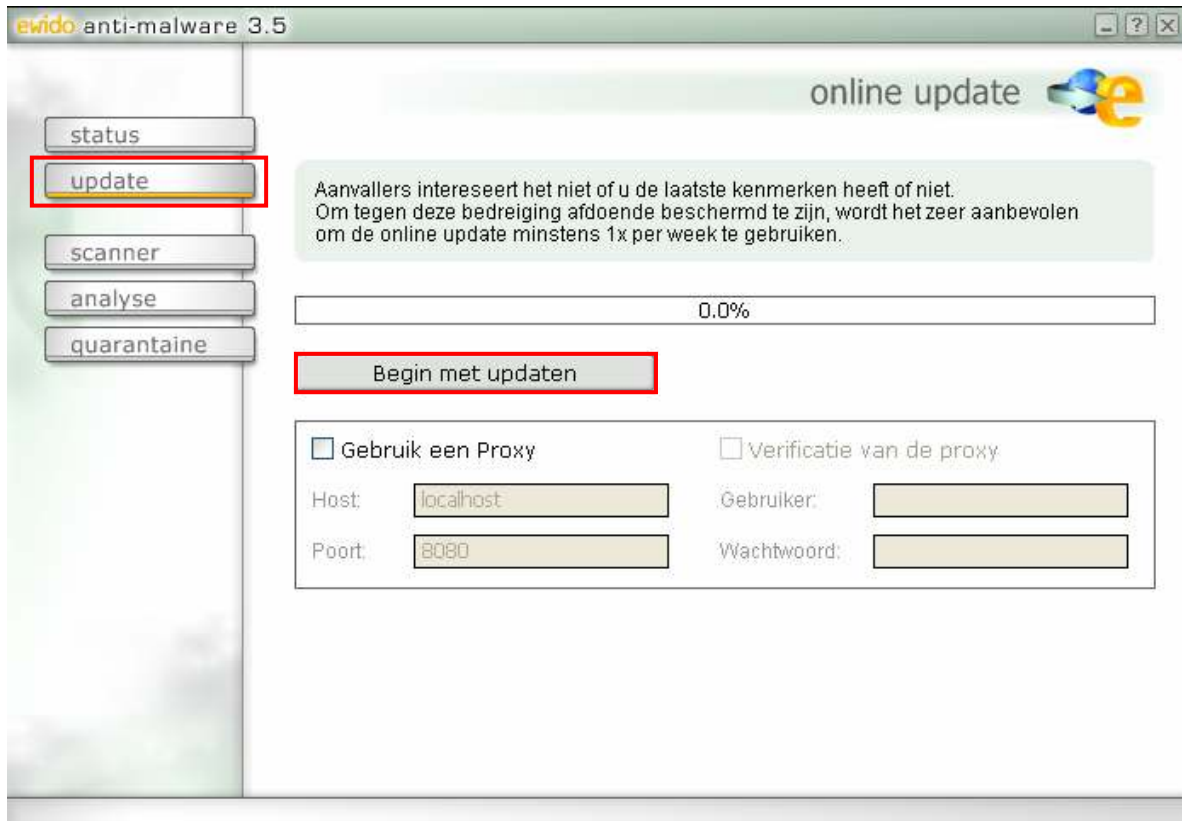 ewido anti-malware 3.5
online update
status
update
scanner
analyse
quarantaine
Aanvallers intereseert het niet of u de laatste kenmerken heeft of niet.
Om tegen deze bedreiging afdoende beschermd te zijn, wordt het zeer aanbevolen
om de online update minstens 1x per week te gebruiken.
0.0%
Begin met updaten
Gebruik een Proxy
Verificatie van de proxy
Host: localhost
Gebruiker:
Poort: 8080
Wachtwoord: